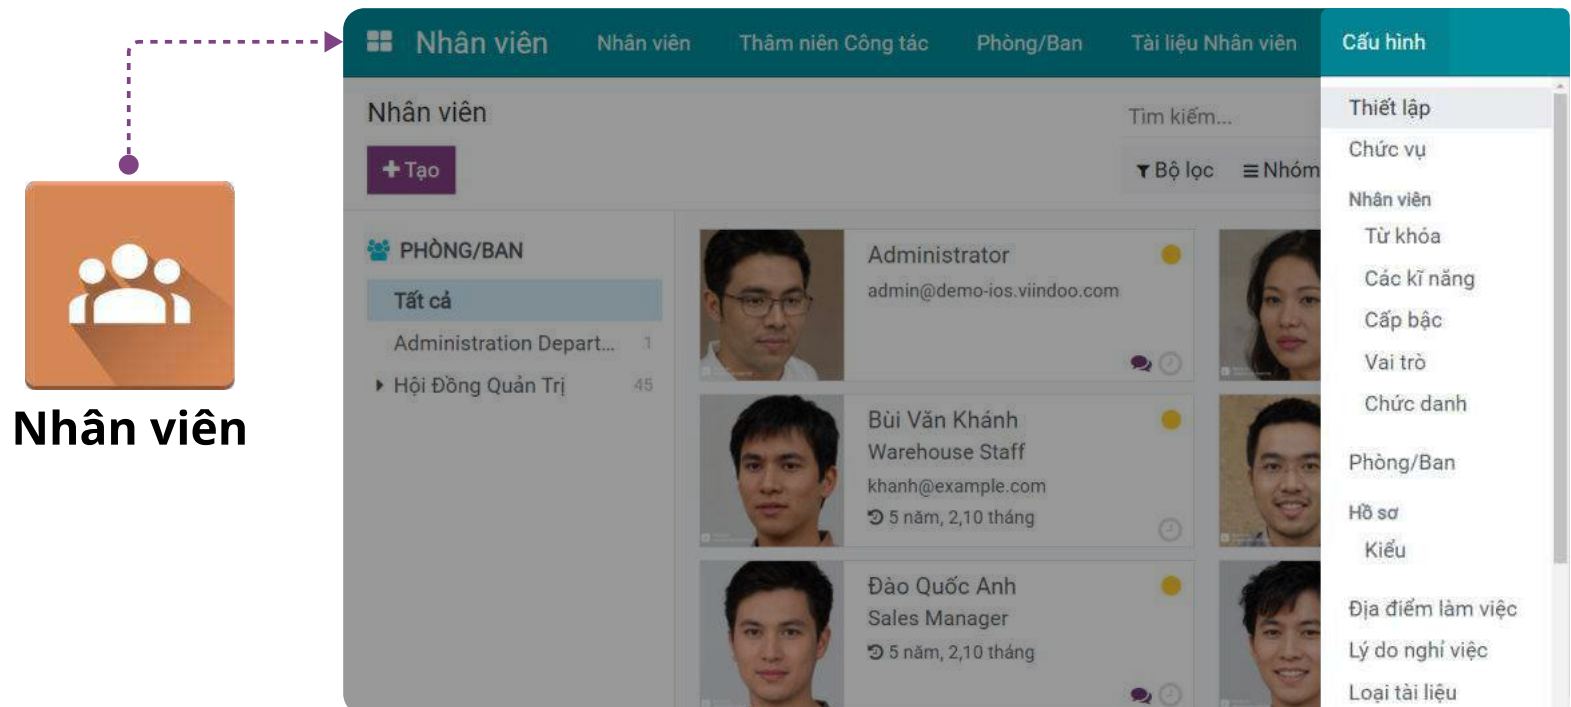 Nhân viên
Nhân viên
Nhân viên
Thâm niên Công tác
Phòng/Ban
Tài liệu Nhân viên
Cấu hình
Nhân viên
Tìm kiếm...
+ Tạo
Bộ lọc
Nhóm
PHÒNG/BAN
Tất cả
Administration Depart... 1
Hội Đồng Quản Trị 45
Administrator
admin@demo-ios.viindoo.com
Bùi Văn Khánh
Warehouse Staff
khanh@example.com
5 năm, 2,10 tháng
Đào Quốc Anh
Sales Manager
5 năm, 2,10 tháng
Thiết lập
Chức vụ
Nhân viên
Từ khóa
Các kĩ năng
Cấp bậc
Vai trò
Chức danh
Phòng/Ban
Hồ sơ
Kiểu
Địa điểm làm việc
Lý do nghỉ việc
Loại tài liệu